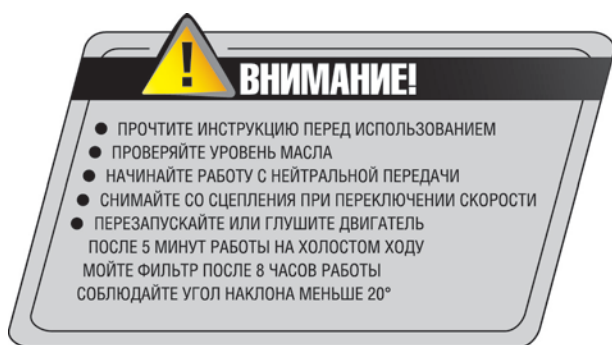 ВНИМАНИЕ!
● ПРОЧТИТЕ ИНСТРУКЦИЮ ПЕРЕД ИСПОЛЬЗОВАНИЕМ
● ПРОВЕРЯЙТЕ УРОВЕНЬ МАСЛА
● НАЧИНАЙТЕ РАБОТУ С НЕЙТРАЛЬНОЙ ПЕРЕДАЧИ
● СНИМАЙТЕ СО СЦЕПЛЕНИЯ ПРИ ПЕРЕКЛЮЧЕНИИ СКОРОСТИ
● ПЕРЕЗАПУСКАЙТЕ ИЛИ ГЛУШИТЕ ДВИГАТЕЛЬ
ПОСЛЕ 5 МИНУТ РАБОТЫ НА ХОЛОСТОМ ХОДУ
МОЙТЕ ФИЛЬТР ПОСЛЕ 8 ЧАСОВ РАБОТЫ
СОБЛЮДАЙТЕ УГОЛ НАКЛОНА МЕНЬШЕ 20°